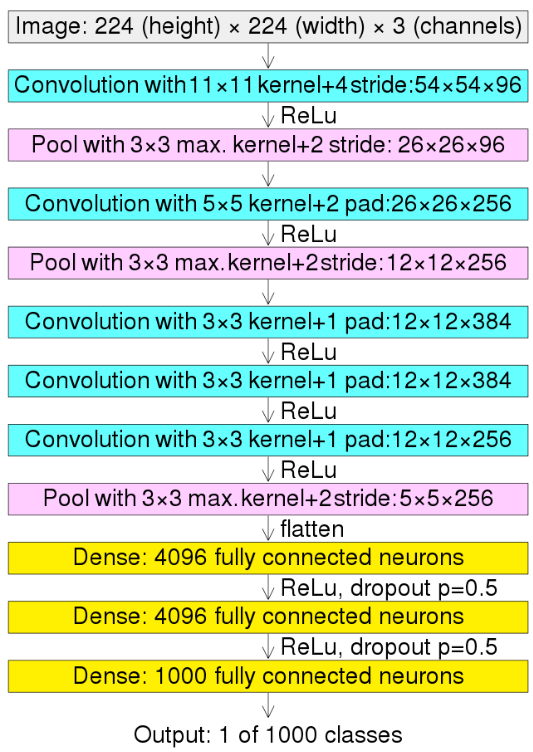 Image: 224 (height) × 224 (width) × 3 (channels)
Convolution with 11×11 kernel+4 stride:54×54×96
ReLu
Pool with 3×3 max. kernel+2 stride: 26×26×96
Convolution with 5×5 kernel+2 pad:26×26×256
ReLu
Pool with 3×3 max.kernel+2stride:12×12×256
Convolution with 3×3 kernel+1 pad:12×12×384
ReLu
Convolution with 3×3 kernel+1 pad:12×12×384
ReLu
Convolution with 3×3 kernel+1 pad:12×12×256
ReLu
Pool with 3×3 max.kernel+2stride:5×5×256
flatten
Dense: 4096 fully connected neurons
ReLu, dropout p=0.5
Dense: 4096 fully connected neurons
ReLu, dropout p=0.5
Dense: 1000 fully connected neurons
Output: 1 of 1000 classes